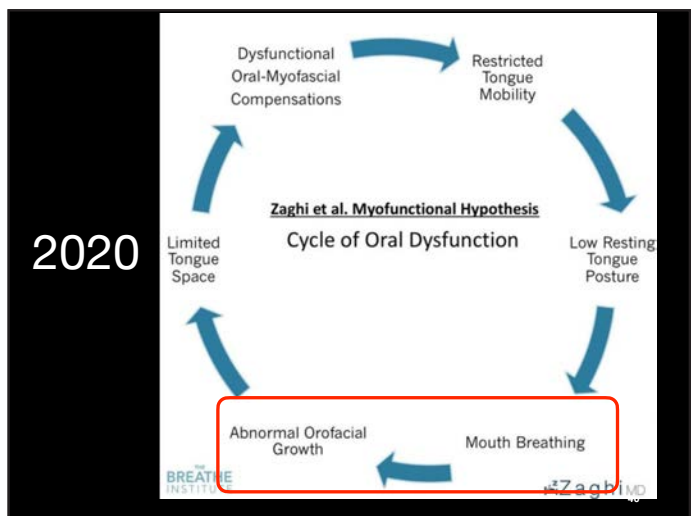 Dysfunctional
Oral-Myofascial
Compensations
Restricted
Tongue
Mobility
Zaghi et al. Myofunctional Hypothesis
Cycle of Oral Dysfunction
2020
Limited
Tongue
Space
Low Resting
Tongue
Posture
Abnormal Orofacial
Growth
Mouth Breathing
THE
BREATHE
INSTITUTE
Zaghi MD